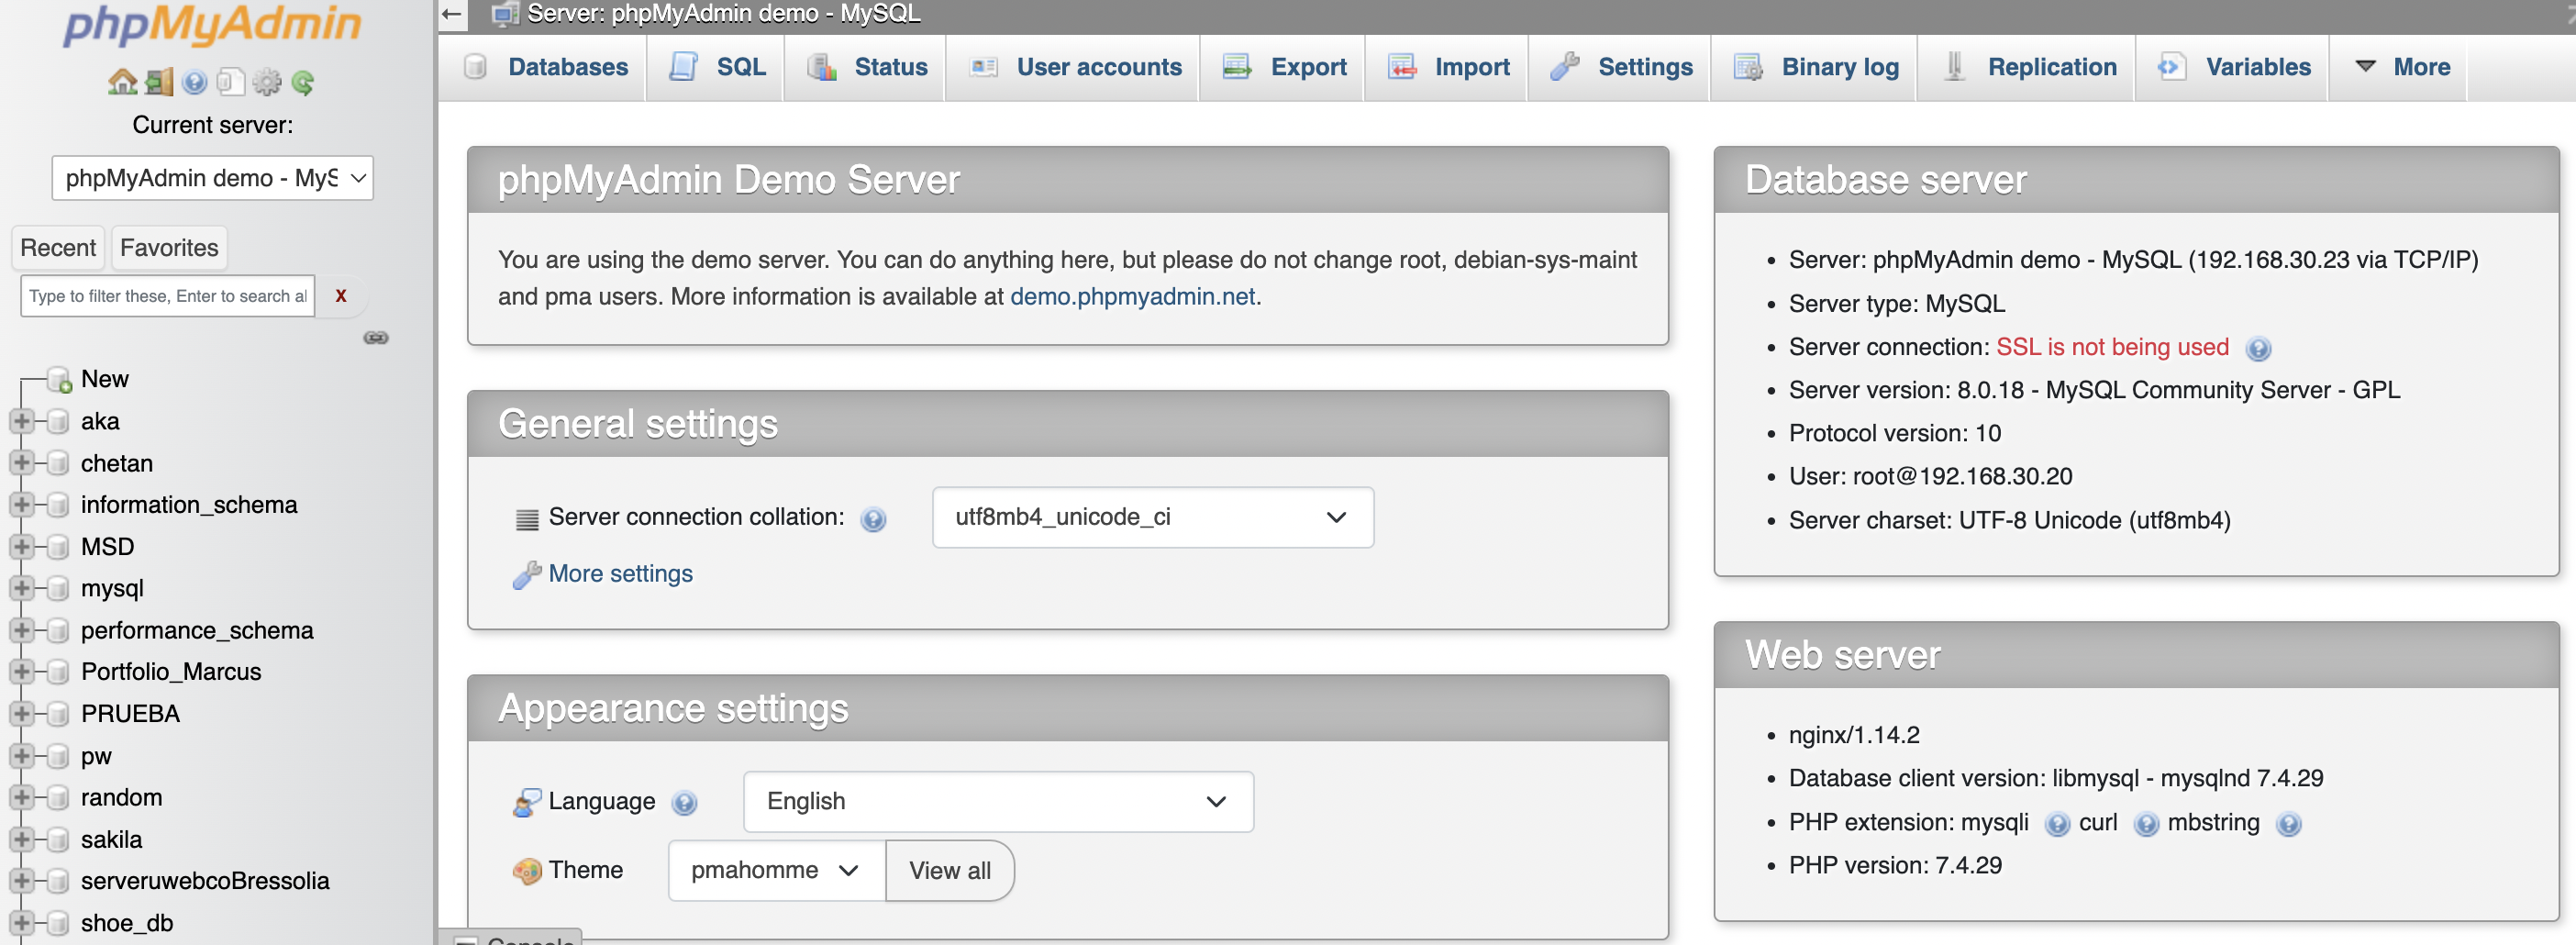 phpMyAdmin
Current server:
phpMyAdmin demo - MyS
Recent
Favorites
Type to filter these, Enter to search al
X
New
aka
chetan
information_schema
MSD
mysql
performance_schema
Portfolio_Marcus
PRUEBA
pw
random
sakila
serveruwebcoBressolia
shoe_db
Server: phpMyAdmin demo - MySQL
Databases
SQL
Status
User accounts
Export
Import
Settings
Binary log
Replication
Variables
More
phpMyAdmin Demo Server
You are using the demo server. You can do anything here, but please do not change root, debian-sys-maint
and pma users. More information is available at demo.phpmyadmin.net.
General settings
Server connection collation:
utf8mb4_unicode_ci
More settings
Appearance settings
Language
English
Theme
pmahomme
View all
Console
Database server
Server: phpMyAdmin demo - MySQL (192.168.30.23 via TCP/IP)
Server type: MySQL
Server connection: SSL is not being used
Server version: 8.0.18 - MySQL Community Server - GPL
Protocol version: 10
User: root@192.168.30.20
Server charset: UTF-8 Unicode (utf8mb4)
Web server
nginx/1.14.2
Database client version: libmysql - mysqlnd 7.4.29
PHP extension: mysqli curl mbstring
PHP version: 7.4.29